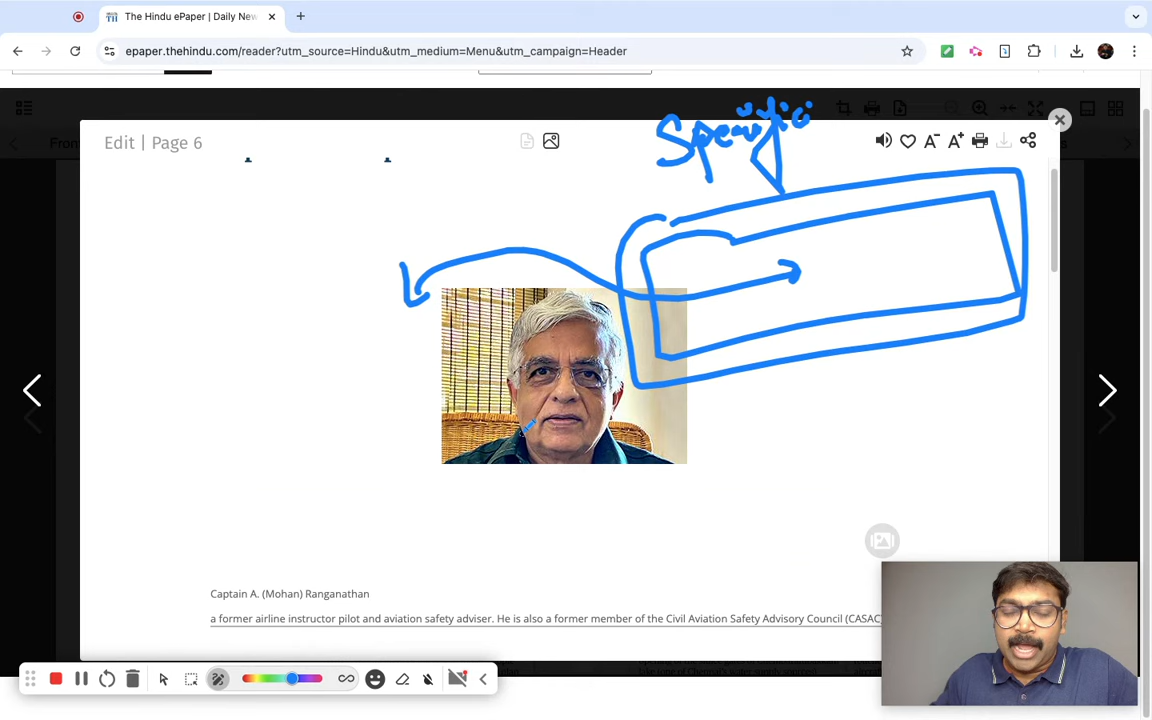 The Hindu ePaper | Daily New
epaper.thehindu.com/reader?utm_source=Hindu&utm_medium=Menu&utm_campaign=Header
Specific
Edit | Page 6
A- A+
Fron
Captain A. (Mohan) Ranganathan
a former airline instructor pilot and aviation safety adviser. He is also a former member of the Civil Aviation Safety Advisory Council (CASAC)